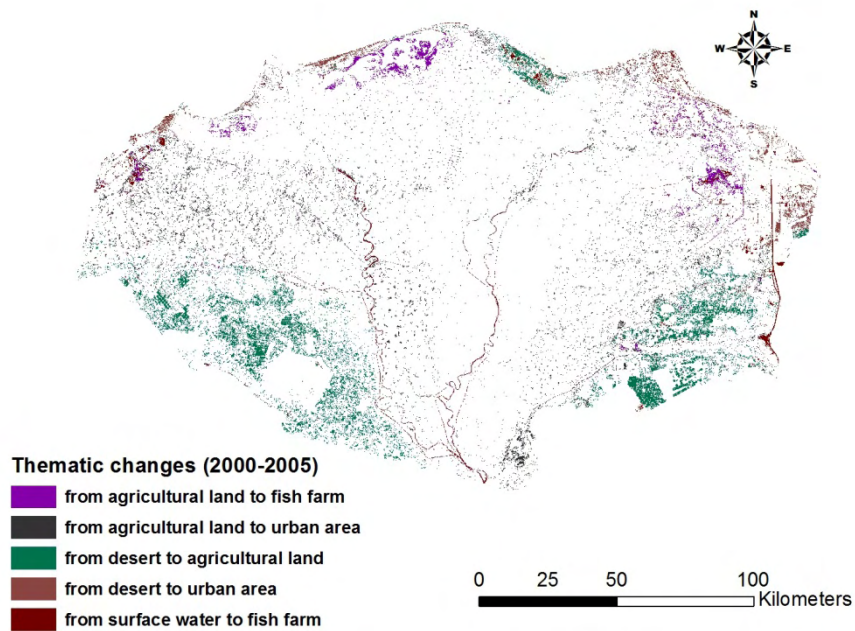 N
W E
S
Thematic changes (2000-2005)
from agricultural land to fish farm
from agricultural land to urban area
from desert to agricultural land
from desert to urban area
from surface water to fish farm
0 25 50 100
Kilometers